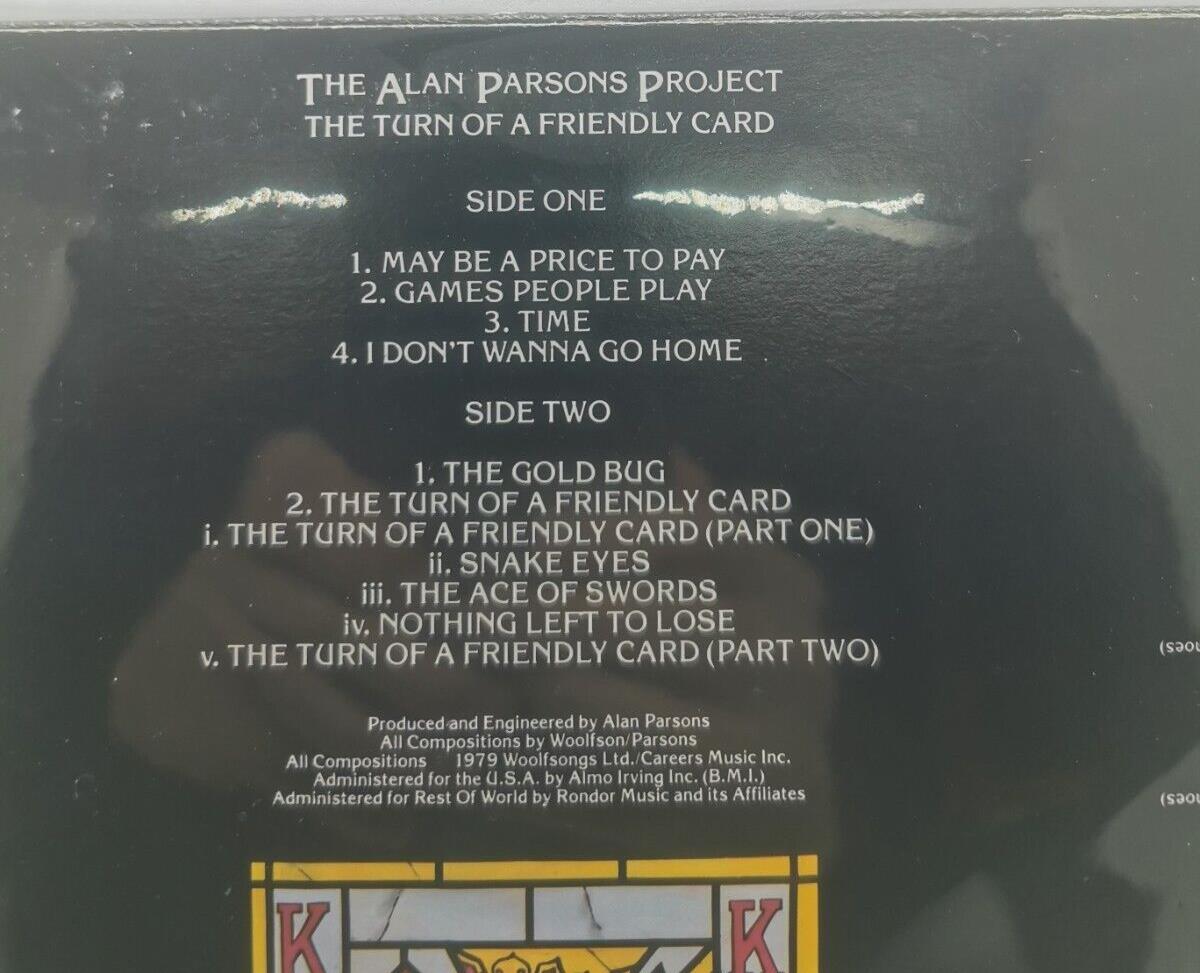 THE ALAN PARSONS PROJECT
THE TURN OF A FRIENDLY CARD
SIDE ONE
1. MAY BE A PRICE TO PAY
2. GAMES PEOPLE PLAY
3. TIME
4. I DON'T WANNA GO HOME
SIDE TWO
1. THE GOLD BUG
2. THE TURN OF A FRIENDLY CARD
i. THE TURN OF A FRIENDLY CARD (PART ONE)
ii. SNAKE EYES
iii. THE ACE OF SWORDS
iv. NOTHING LEFT TO LOSE
v. THE TURN OF A FRIENDLY CARD (PART TWO)
Produced and Engineered by Alan Parsons
All Compositions by Woolfson/Parsons
All Compositions 1979 Woolfsongs Ltd./Careers Music Inc.
Administered for the U.S.A. by Almo Irving Inc. (B.M.I.)
Administered for Rest Of World by Rondor Music and its Affiliates
K K